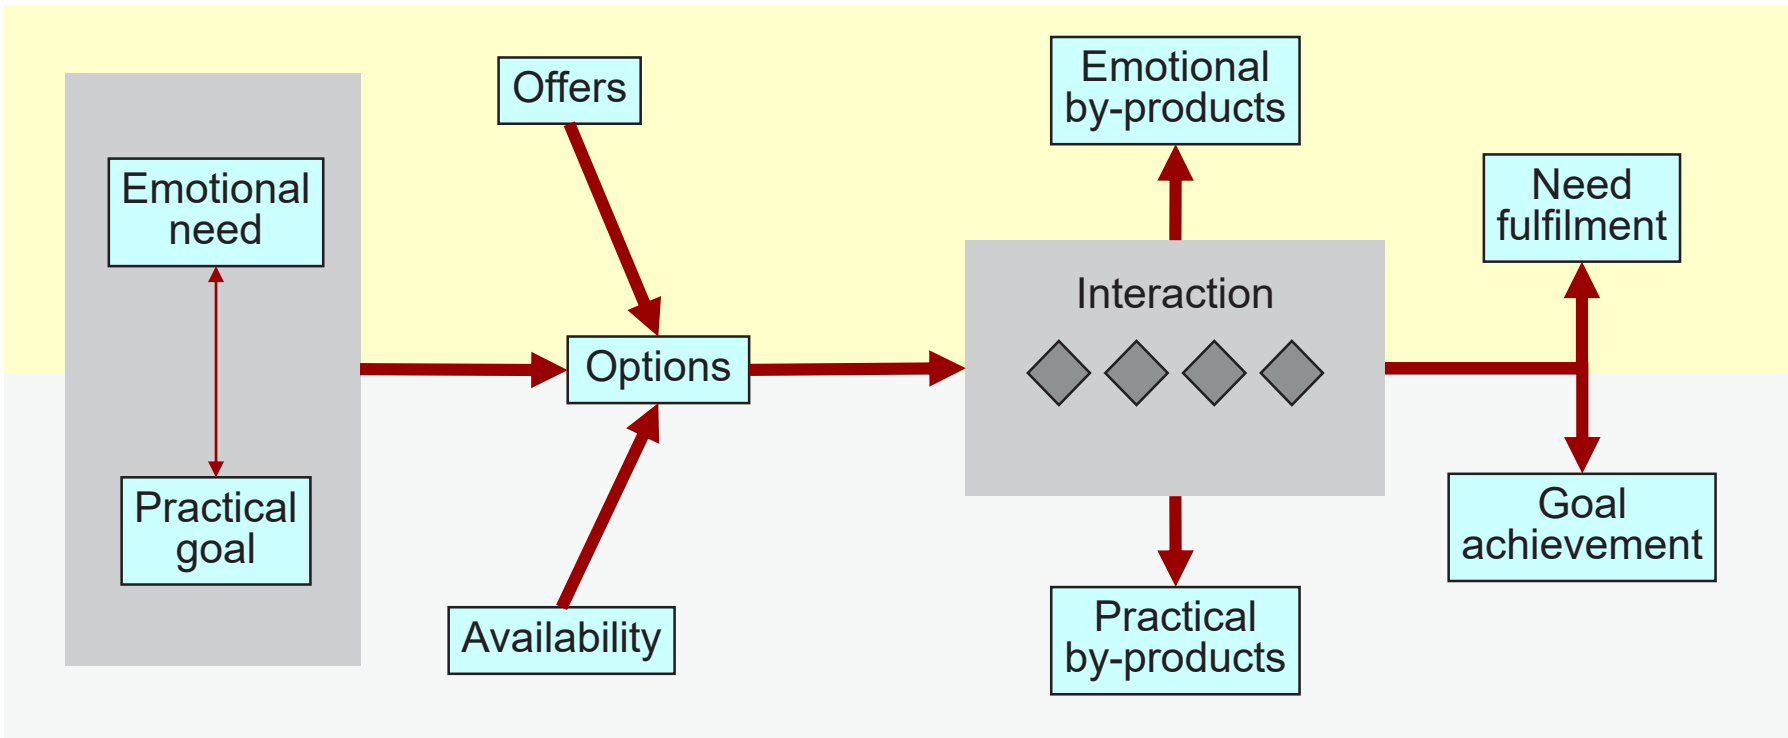 Emotional
need
Practical
goal
Offers
Options
Availability
Emotional
by-products
Interaction
Practical
by-products
Need
fulfilment
Goal
achievement